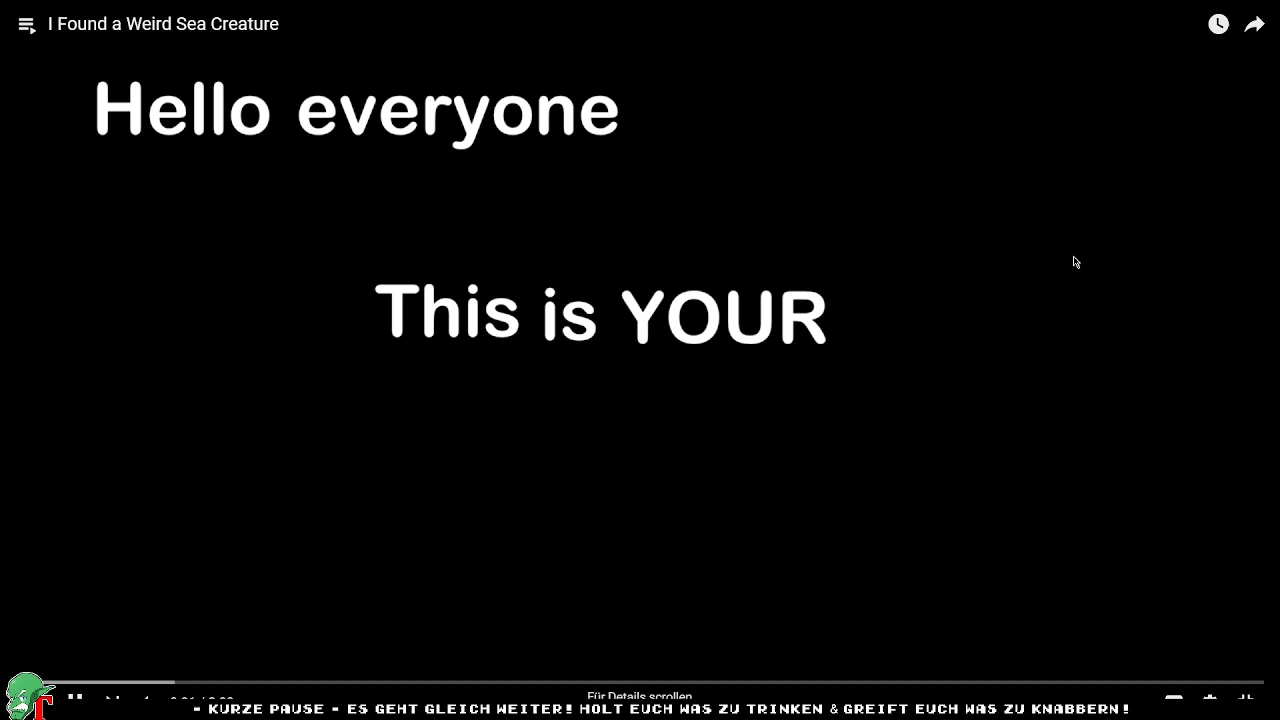 I Found a Weird Sea Creature
Hello everyone
This is YOUR
Für Details scrollen
- KURZE PAUSE - ES GEHT GLEICH WEITER! HOLT EUCH WAS ZU TRINKEN & GREIFT EUCH WAS ZU KNABBERN!